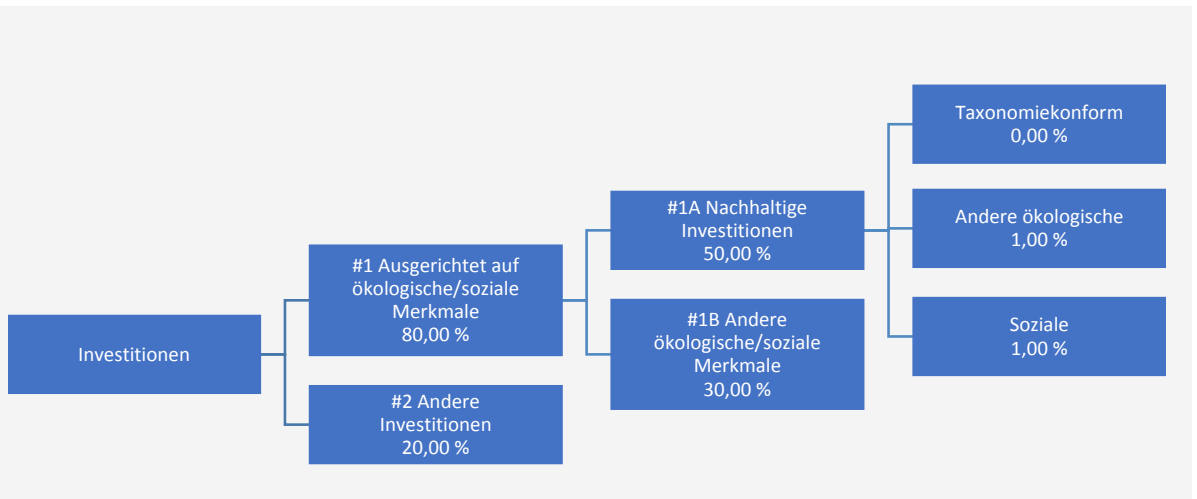 Investitionen
#1 Ausgerichtet auf
ökologische/soziale
Merkmale
80,00 %
#2 Andere
Investitionen
20,00 %
#1A Nachhaltige
Investitionen
50,00 %
#1B Andere
ökologische/soziale
Merkmale
30,00 %
Taxonomiekonform
0,00 %
Andere ökologische
1,00 %
Soziale
1,00 %